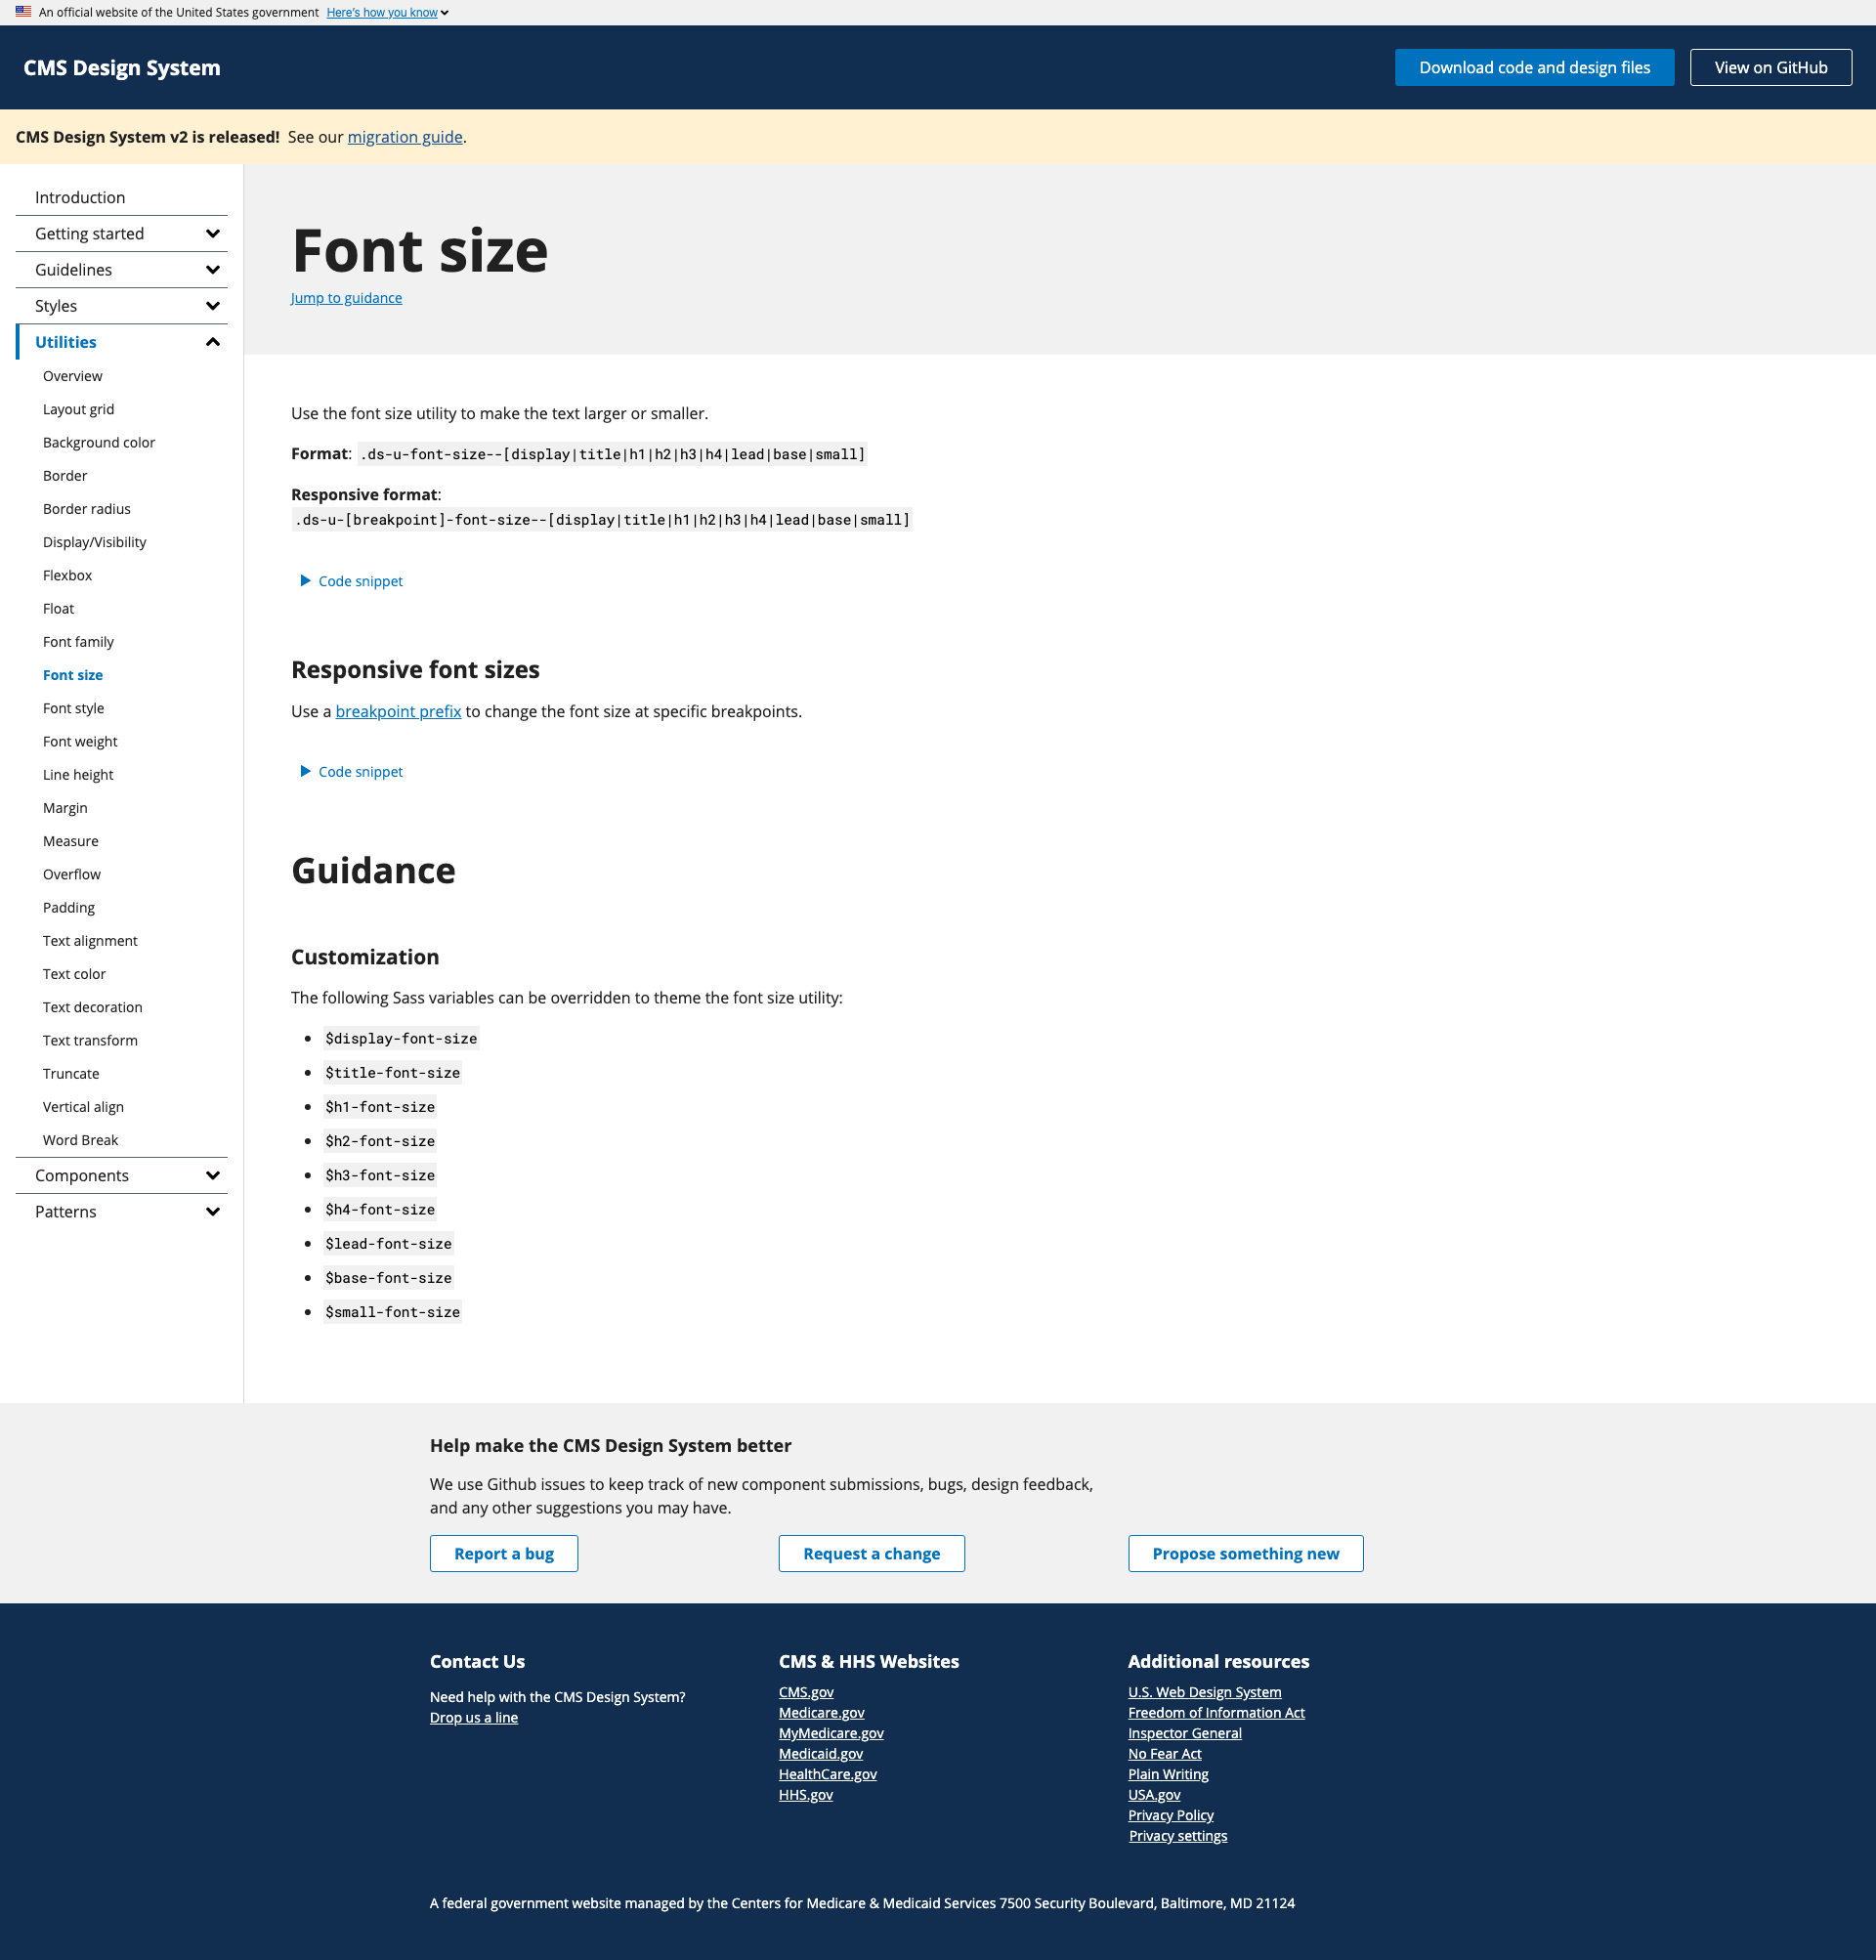 An official website of the United States government Here's how you know
CMS Design System
Download code and design files
View on GitHub
CMS Design System v2 is released! See our migration guide.
Introduction
Getting started
Guidelines
Styles
Utilities
Overview
Layout grid
Background color
Border
Border radius
Display/Visibility
Flexbox
Float
Font family
Font size
Font style
Font weight
Line height
Margin
Measure
Overflow
Padding
Text alignment
Text color
Text decoration
Text transform
Truncate
Vertical align
Word Break
Components
Patterns
Font size
Jump to guidance
Use the font size utility to make the text larger or smaller.
Format: .ds-u-font-size--[display|title|h1|h2|h3|h4|lead|base|small]
Responsive format:
.ds-u-[breakpoint]-font-size--[display|title|h1|h2|h3|h4|lead|base|small]
Code snippet
Responsive font sizes
Use a breakpoint prefix to change the font size at specific breakpoints.
Code snippet
Guidance
Customization
The following Sass variables can be overridden to theme the font size utility:
$display-font-size
$title-font-size
$h1-font-size
$h2-font-size
$h3-font-size
$h4-font-size
$lead-font-size
$base-font-size
$small-font-size
Help make the CMS Design System better
We use Github issues to keep track of new component submissions, bugs, design feedback,
and any other suggestions you may have.
Report a bug
Request a change
Propose something new
Contact Us
Need help with the CMS Design System?
Drop us a line
CMS & HHS Websites
CMS.gov
Medicare.gov
MyMedicare.gov
Medicaid.gov
HealthCare.gov
HHS.gov
Additional resources
U.S. Web Design System
Freedom of Information Act
Inspector General
No Fear Act
Plain Writing
USA.gov
Privacy Policy
Privacy settings
A federal government website managed by the Centers for Medicare & Medicaid Services 7500 Security Boulevard, Baltimore, MD 21124